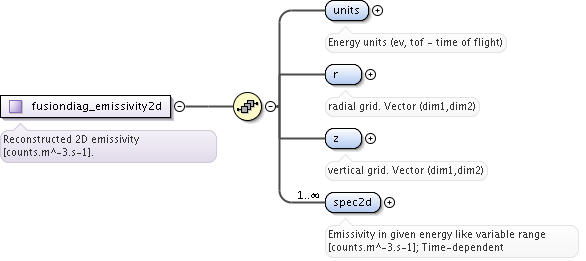 units
Energy units (ev, tof - time of flight)
r
radial grid. Vector (dim1,dim2)
fusiondiag_emissivity2d
Reconstructed 2D emissivity
[counts.m^-3.s-1].
z
vertical grid. Vector (dim1,dim2)
1..∞
spec2d
Emissivity in given energy like variable range
[counts.m^-3.s-1]; Time-dependent